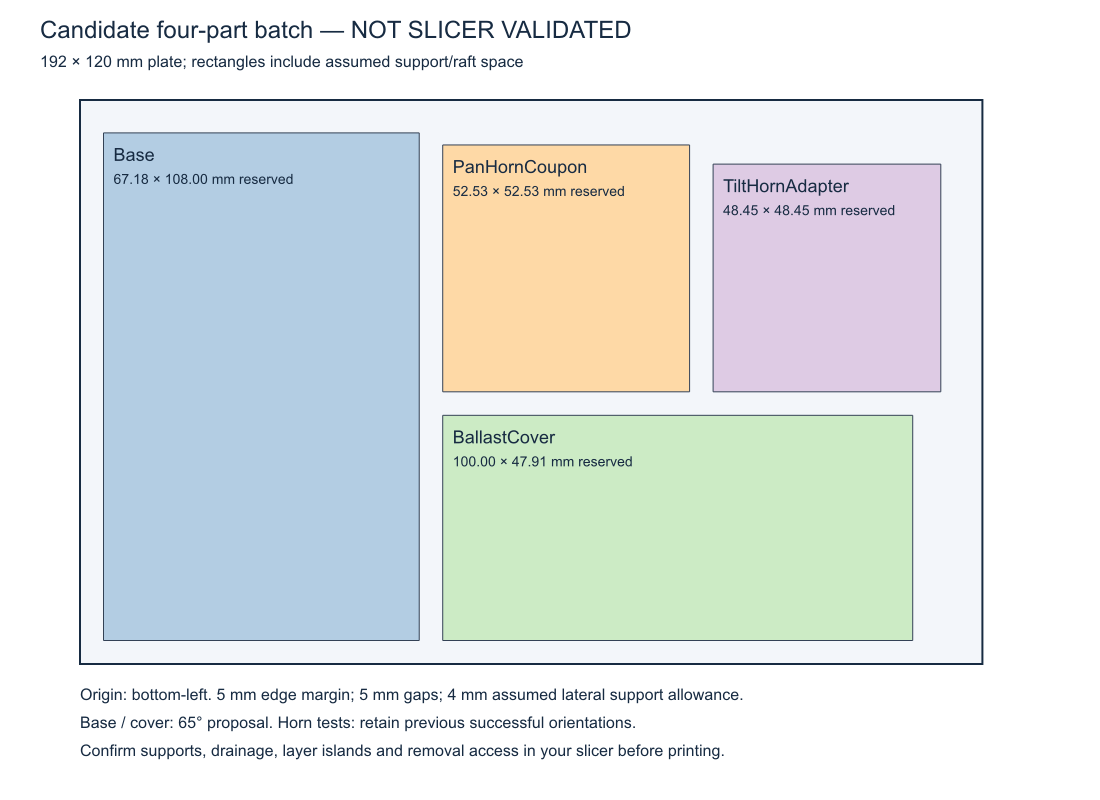 Candidate four-part batch — NOT SLICER VALIDATED
192 × 120 mm plate; rectangles include assumed support/raft space
Base
67.18 × 108.00 mm reserved
PanHornCoupon
52.53 × 52.53 mm reserved
TiltHornAdapter
48.45 × 48.45 mm reserved
BallastCover
100.00 × 47.91 mm reserved
Origin: bottom-left. 5 mm edge margin; 5 mm gaps; 4 mm assumed lateral support allowance.
Base / cover: 65° proposal. Horn tests: retain previous successful orientations.
Confirm supports, drainage, layer islands and removal access in your slicer before printing.